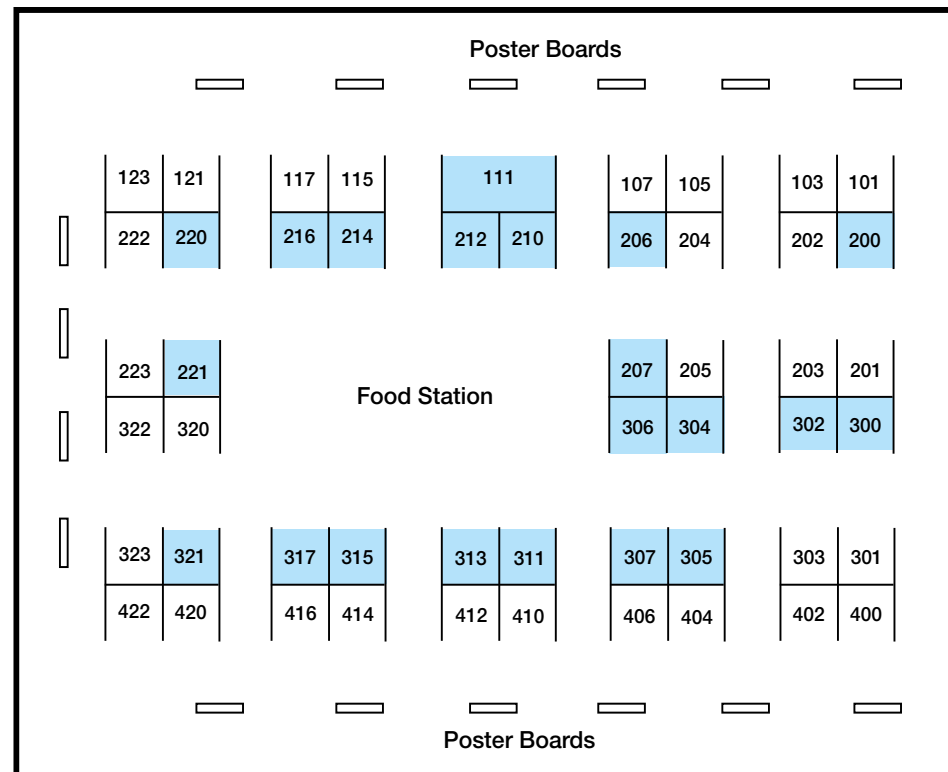 Poster Boards
123 121 117 115 111 107 105 103 101
222 220 216 214 212 210 206 204 202 200
223 221 207 205 203 201
Food Station
322 320 306 304 302 300
323 321 317 315 313 311 307 305 303 301
422 420 416 414 412 410 406 404 402 400
Poster Boards